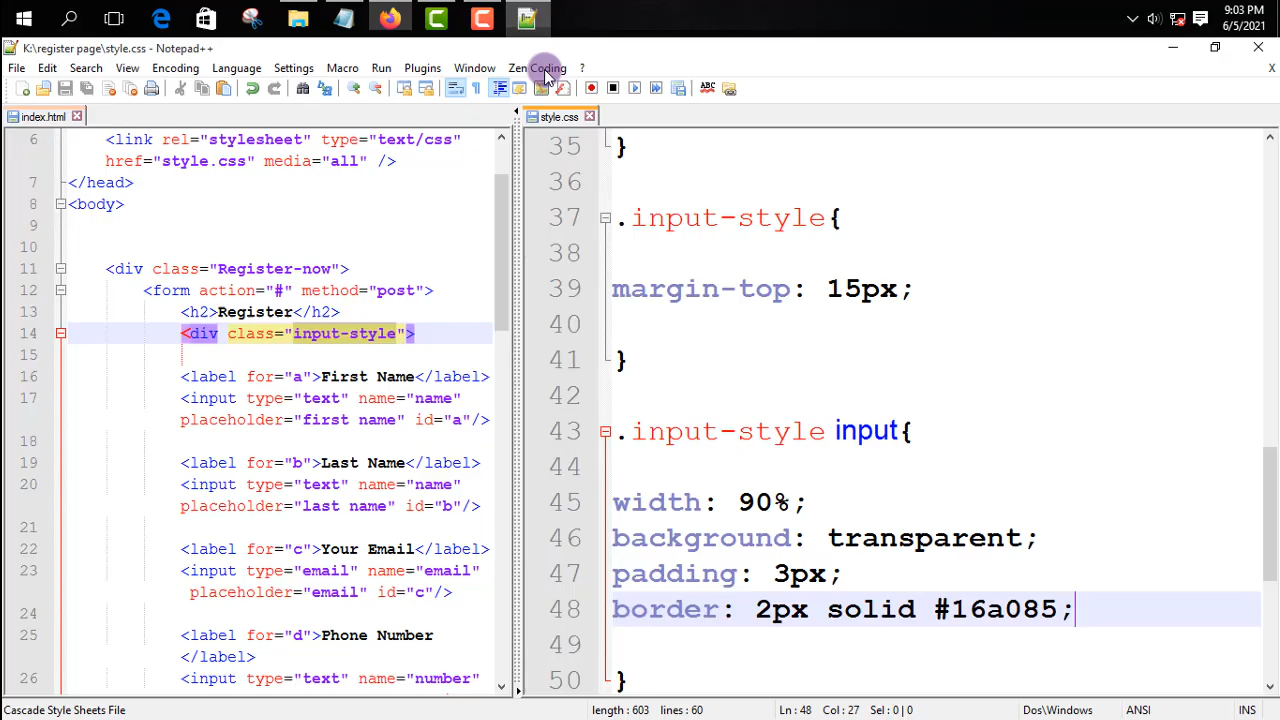 9:03 PM
6/5/2021
K:\register page\style.css - Notepad++
File Edit Search View Encoding Language Settings Macro Run Plugins Window Zen Coding ? X
ABC
index.html
style.css
6 <link rel="stylesheet" type="text/css"
href="style.css" media="all" />
7 </head>
8 <body>
9
10
11 <div class="Register-now">
12 <form action="#" method="post">
13 <h2>Register</h2>
14 <div class="input-style">
15
16 <label for="a">First Name</label>
17 <input type="text" name="name"
placeholder="first name" id="a"/>
18
19 <label for="b">Last Name</label>
20 <input type="text" name="name"
placeholder="last name" id="b"/>
21
22 <label for="c">Your Email</label>
23 <input type="email" name="email"
placeholder="email" id="c"/>
24
25 <label for="d">Phone Number
</label>
26 <input type="text" name="number"
35 }
36
37 .input-style{
38
39 margin-top: 15px;
40
41 }
42
43 .input-style input{
44
45 width: 90%;
46 background: transparent;
47 padding: 3px;
48 border: 2px solid #16a085;
49
50 }
Cascade Style Sheets File length : 603 lines : 60 Ln : 48 Col : 27 Sel : 0 | 0 Dos\Windows ANSI INS